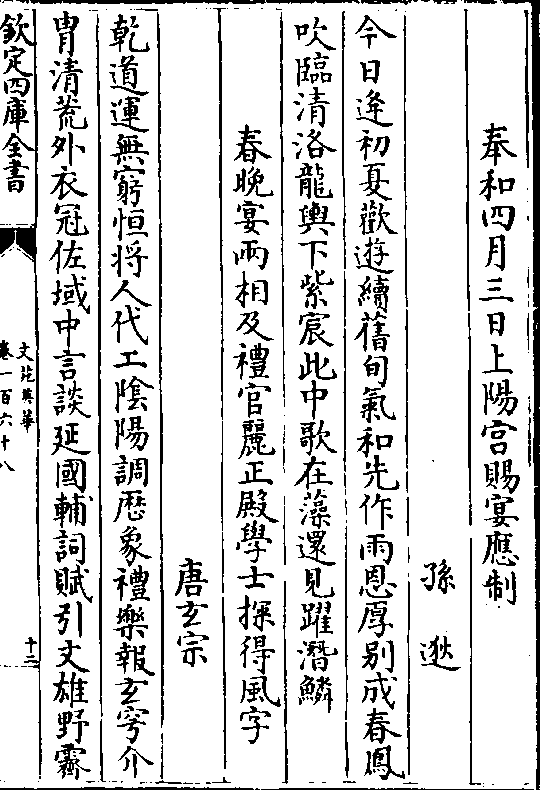 奉和四月三日上陽宫賜宴應制
孫逖
今日逄初夏歡遊續舊旬氣和先作雨恩厚别成春鳳
吹臨清洛龍輿下紫宸此中歌在藻還見躍潛鱗
春晚宴兩相及禮官麗正殿學士探得風字
唐玄宗
乾道運無窮恒将人代工陰陽調歴象禮樂報玄穹介
胄清荒外衣冠佐域中言談延國輔詞賦引文雄野霽
欽定四庫全書
文苑英華
卷一百六十八
十二